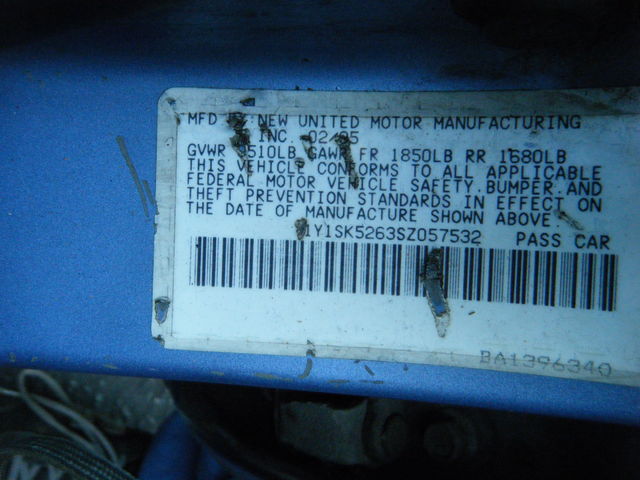 MFD BY NEW UNITED MOTOR MANUFACTURING
INC. 02/95
GVWR 3510LB GAWR FR 1850LB RR 1680LB
THIS VEHICLE CONFORMS TO ALL APPLICABLE
FEDERAL MOTOR VEHICLE SAFETY, BUMPER AND
THEFT PREVENTION STANDARDS IN EFFECT ON
THE DATE OF MANUFACTURE SHOWN ABOVE.
1Y1SK5263SZ057532 PASS CAR
BA1396340